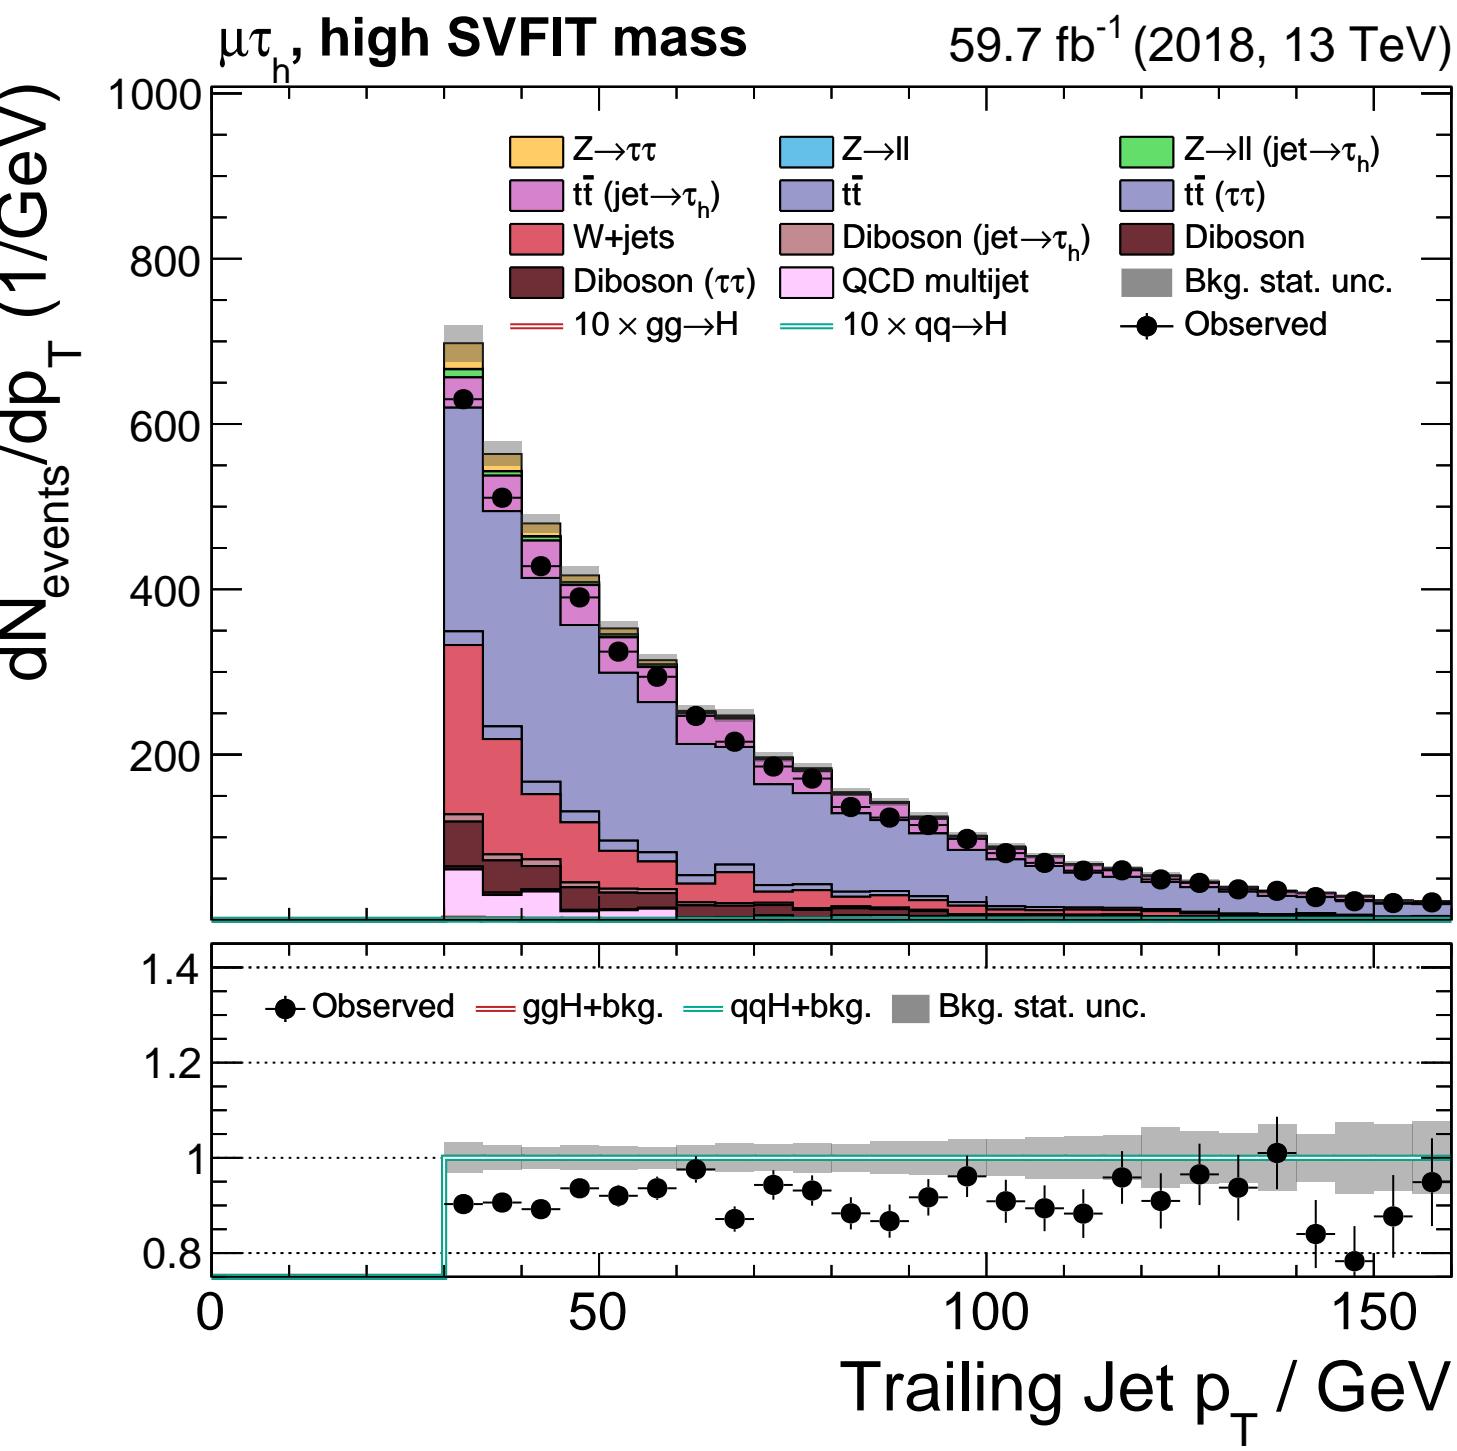 μτh, high SVFIT mass 59.7 fb-1 (2018, 13 TeV)
dNevents/dpT (1/GeV)
1000
800
600
400
200
Z→ττ Z→ll Z→ll (jet→τh)
tt̄ (jet→τh) tt̄ tt̄ (ττ)
W+jets Diboson (jet→τh) Diboson
Diboson (ττ) QCD multijet Bkg. stat. unc.
10 × gg→H 10 × qq→H Observed
1.4
1.2
1
0.8
Observed ggH+bkg. qqH+bkg. Bkg. stat. unc.
0 50 100 150
Trailing Jet pT / GeV